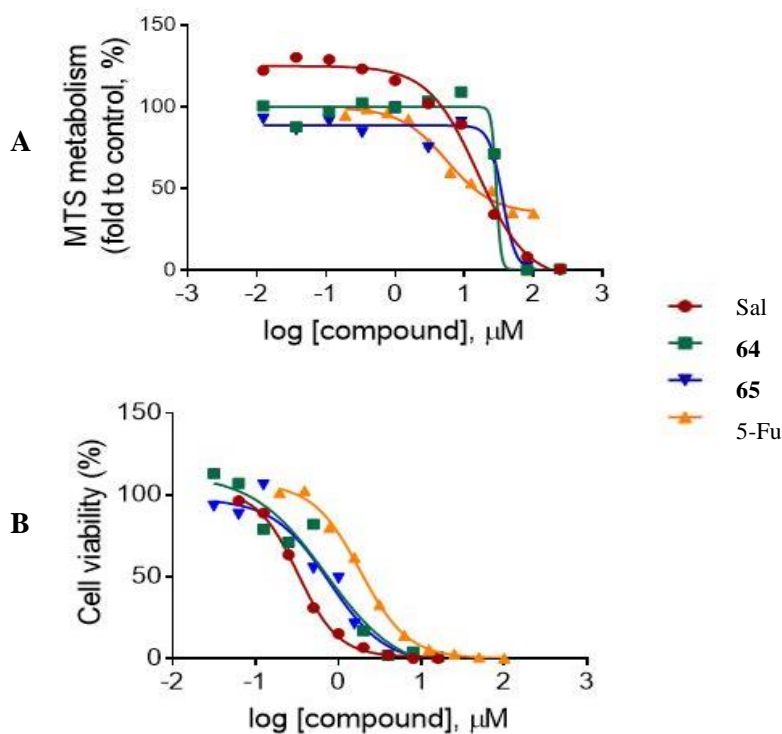 A
MTS metabolism
(fold to control, %)
150
100
50
0
-3 -2 -1 0 1 2 3
log [compound], μM
Sal
64
65
5-Fu
B
Cell viability (%)
150
100
50
0
-2 -1 0 1 2 3
log [compound], μM